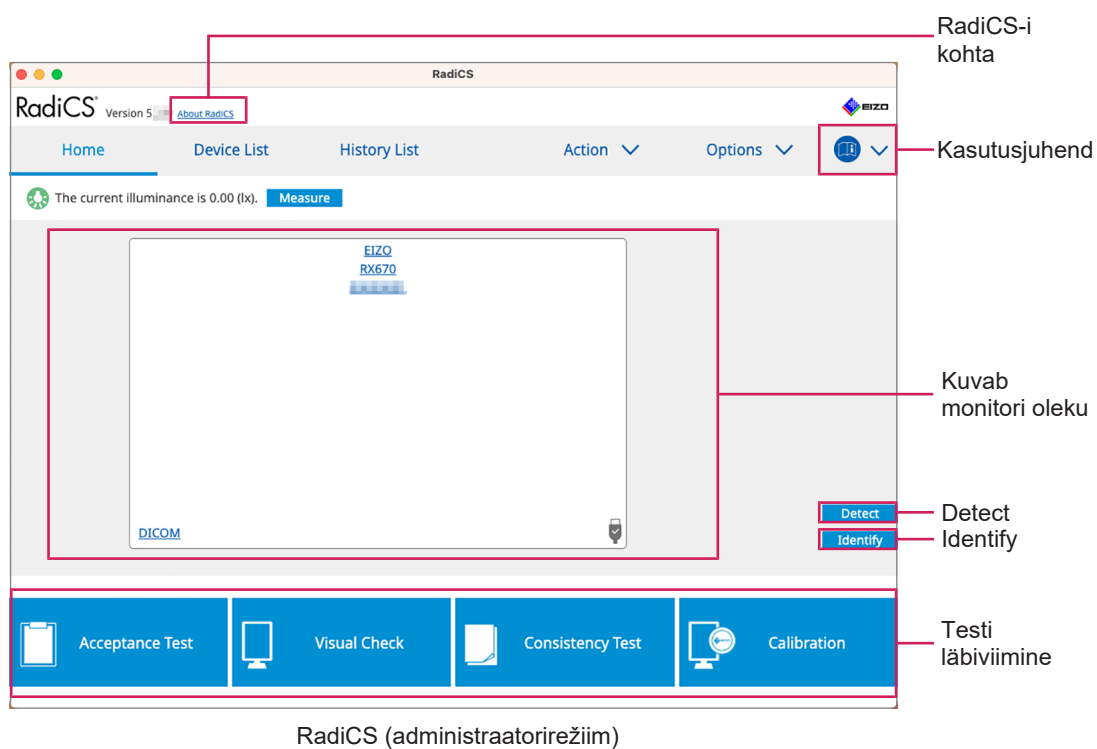 RadiCS-i
kohta
RadiCS
RadiCS® Version 5 About RadiCS
EIZO
Home Device List History List Action Options
Kasutusjuhend
The current illuminance is 0.00 (lx). Measure
EIZO
RX670
Kuvab
monitori oleku
DICOM
Detect
Detect
Identify
Identify
Acceptance Test Visual Check Consistency Test Calibration
Testi
läbiviimine
RadiCS (administraatorirežiim)